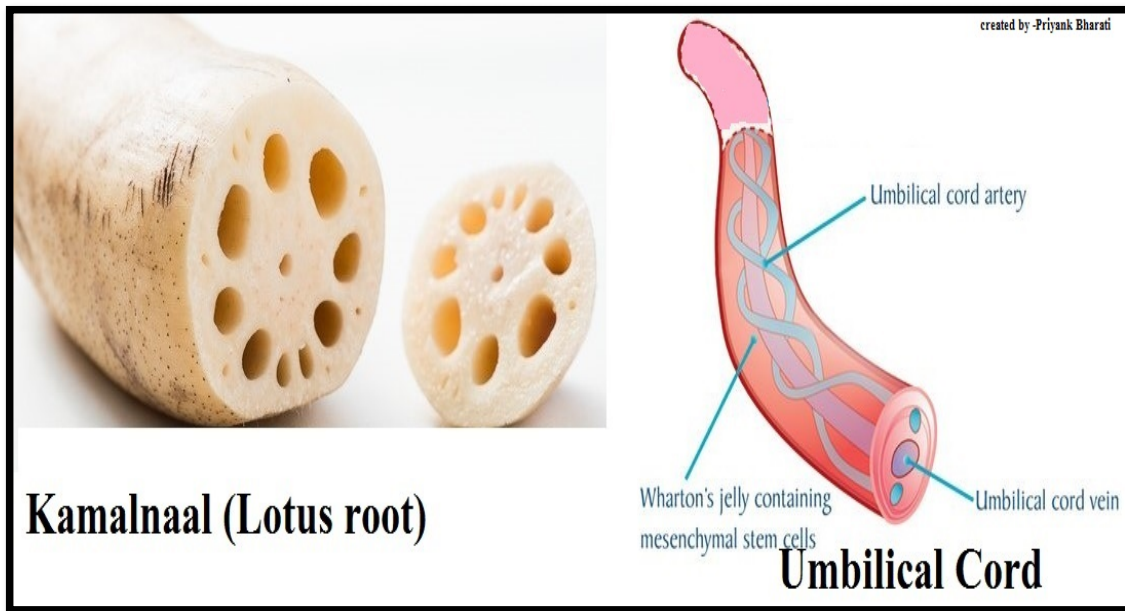 created by -Priyank Bharati
Umbilical cord artery
Wharton's jelly containing
mesenchymal stem cells
Umbilical cord vein
Kamalnaal (Lotus root)
Umbilical Cord